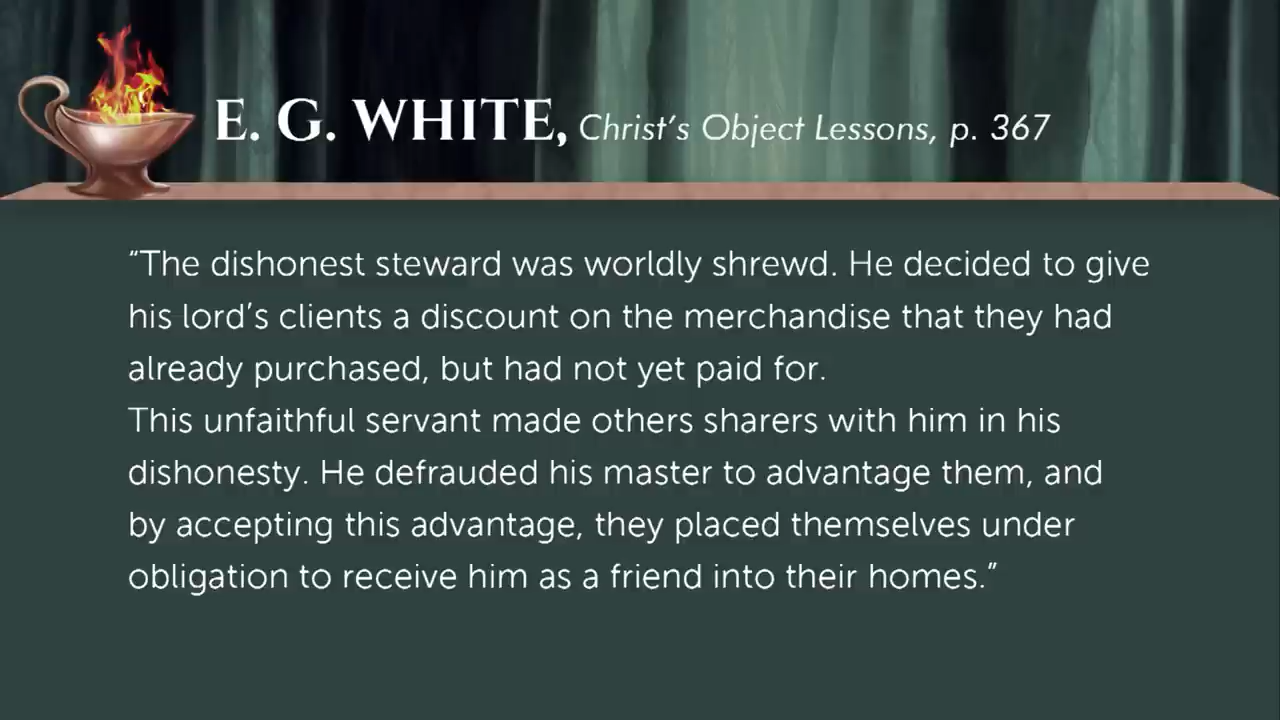 E. G. WHITE, Christ's Object Lessons, p. 367
“The dishonest steward was worldly shrewd. He decided to give
his lord’s clients a discount on the merchandise that they had
already purchased, but had not yet paid for.
This unfaithful servant made others sharers with him in his
dishonesty. He defrauded his master to advantage them, and
by accepting this advantage, they placed themselves under
obligation to receive him as a friend into their homes.”